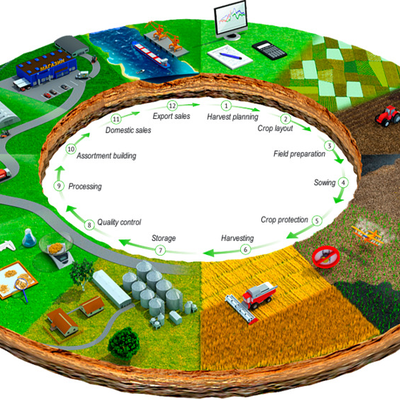 МАГАЗИН
12
Export sales
1
Harvest planning
11
Domestic sales
2
Crop layout
10
Assortment building
3
Field preparation
9
Processing
4
Sowing
8
Quality control
5
Crop protection
7
Storage
6
Harvesting